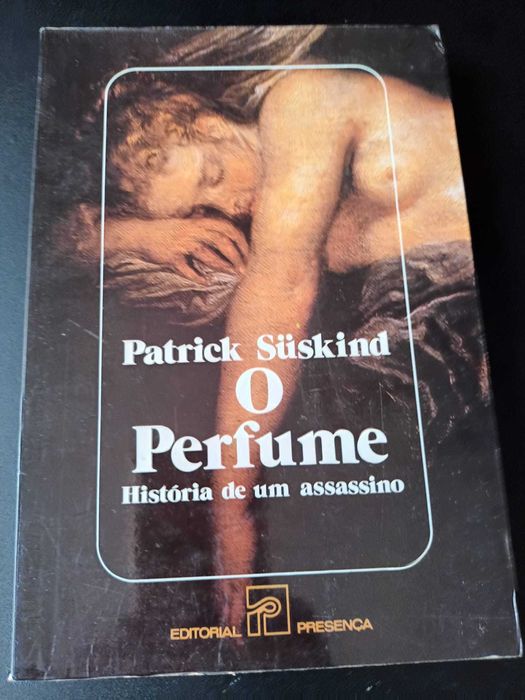 Patrick Süskind
O
Perfume
História de um assassino
EDITORIAL PRESENÇA